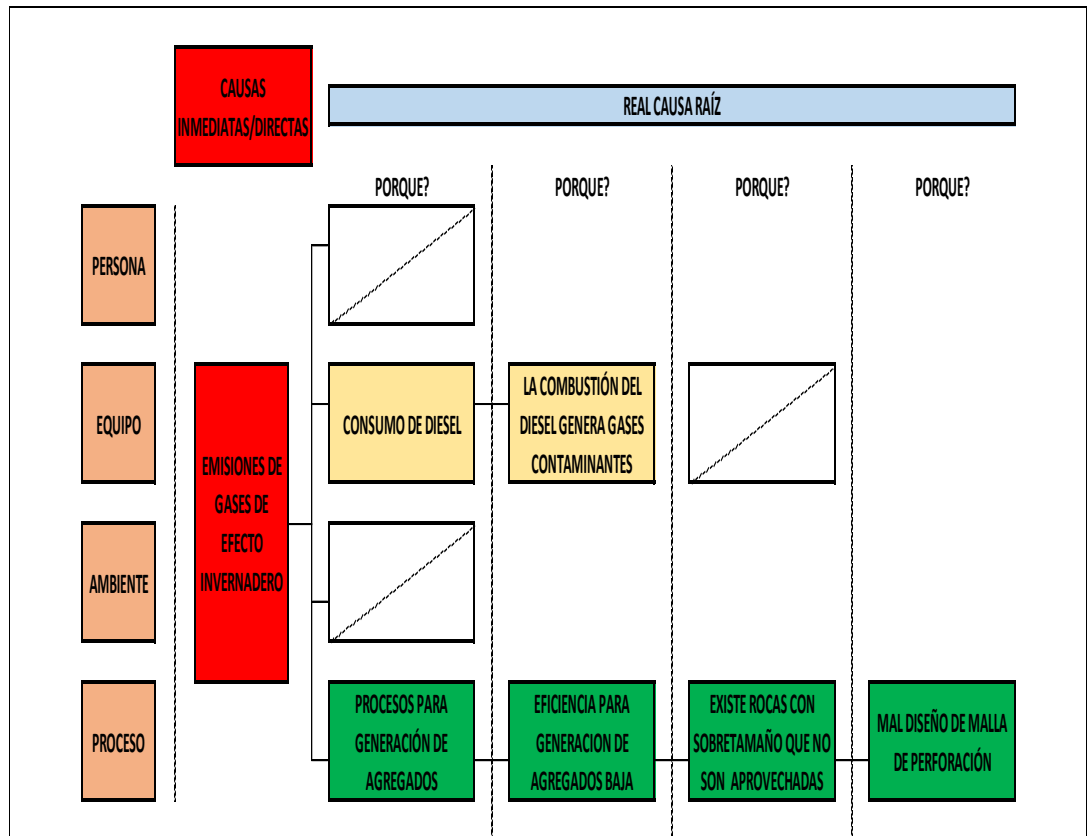 CAUSAS
INMEDIATAS/DIRECTAS
REAL CAUSA RAÍZ
PORQUE?
PORQUE?
PORQUE?
PORQUE?
PERSONA
EQUIPO
AMBIENTE
PROCESO
EMISIONES DE
GASES DE
EFECTO
INVERNADERO
CONSUMO DE DIESEL
LA COMBUSTIÓN DEL
DIESEL GENERA GASES
CONTAMINANTES
PROCESOS PARA
GENERACIÓN DE
AGREGADOS
EFICIENCIA PARA
GENERACION DE
AGREGADOS BAJA
EXISTE ROCAS CON
SOBRETAMAÑO QUE NO
SON APROVECHADAS
MAL DISEÑO DE MALLA
DE PERFORACIÓN